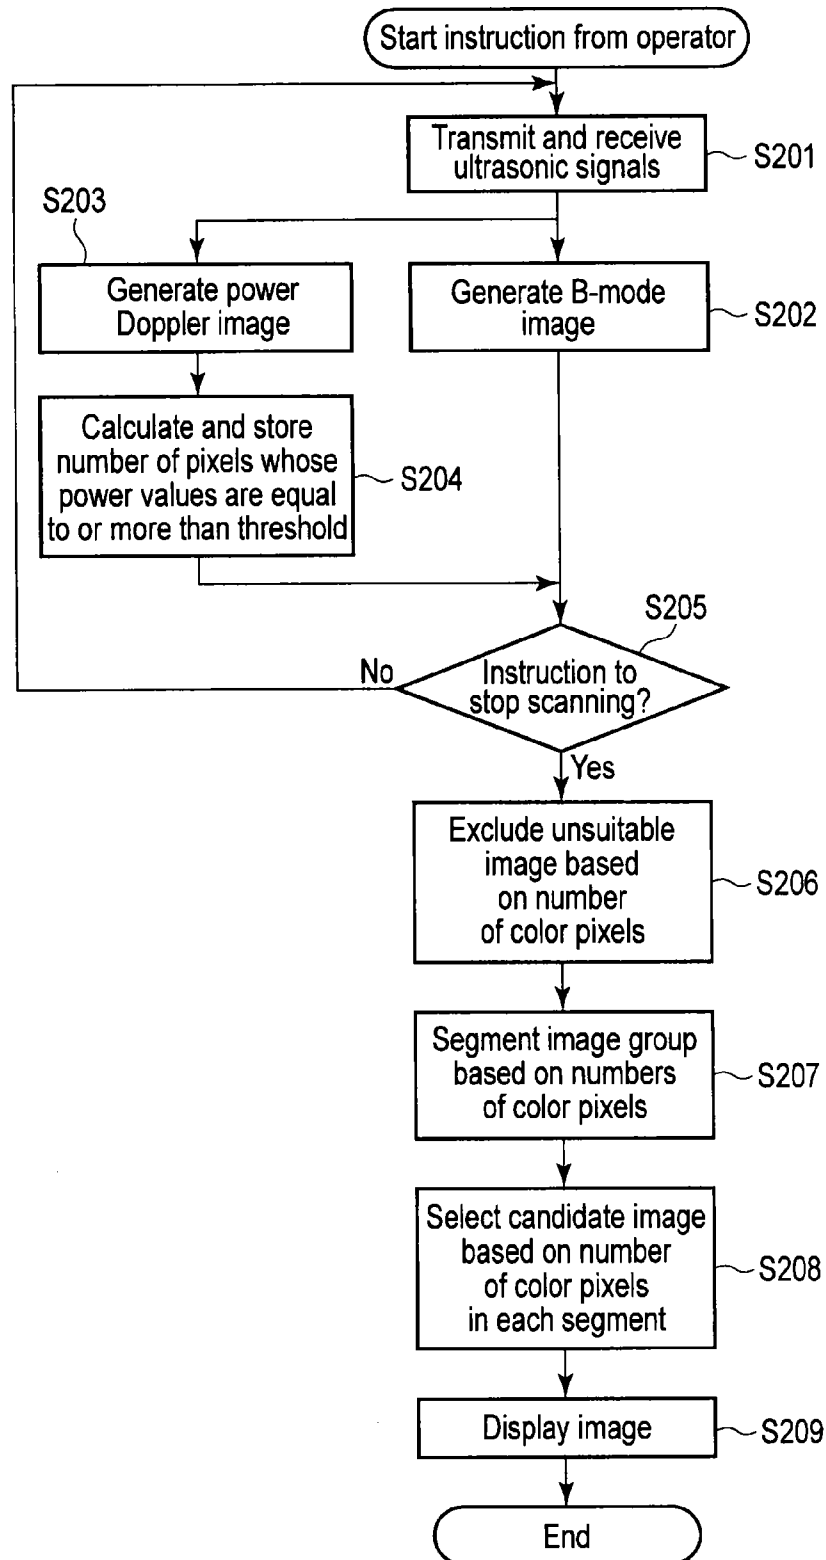 Start instruction from operator
Transmit and receive
ultrasonic signals
S201
S203
Generate power
Doppler image
Generate B-mode
image
S202
Calculate and store
number of pixels whose
power values are equal
to or more than threshold
S204
S205
No
Instruction to
stop scanning?
Yes
Exclude unsuitable
image based
on number
of color pixels
S206
Segment image group
based on numbers
of color pixels
S207
Select candidate image
based on number
of color pixels
in each segment
S208
Display image
S209
End